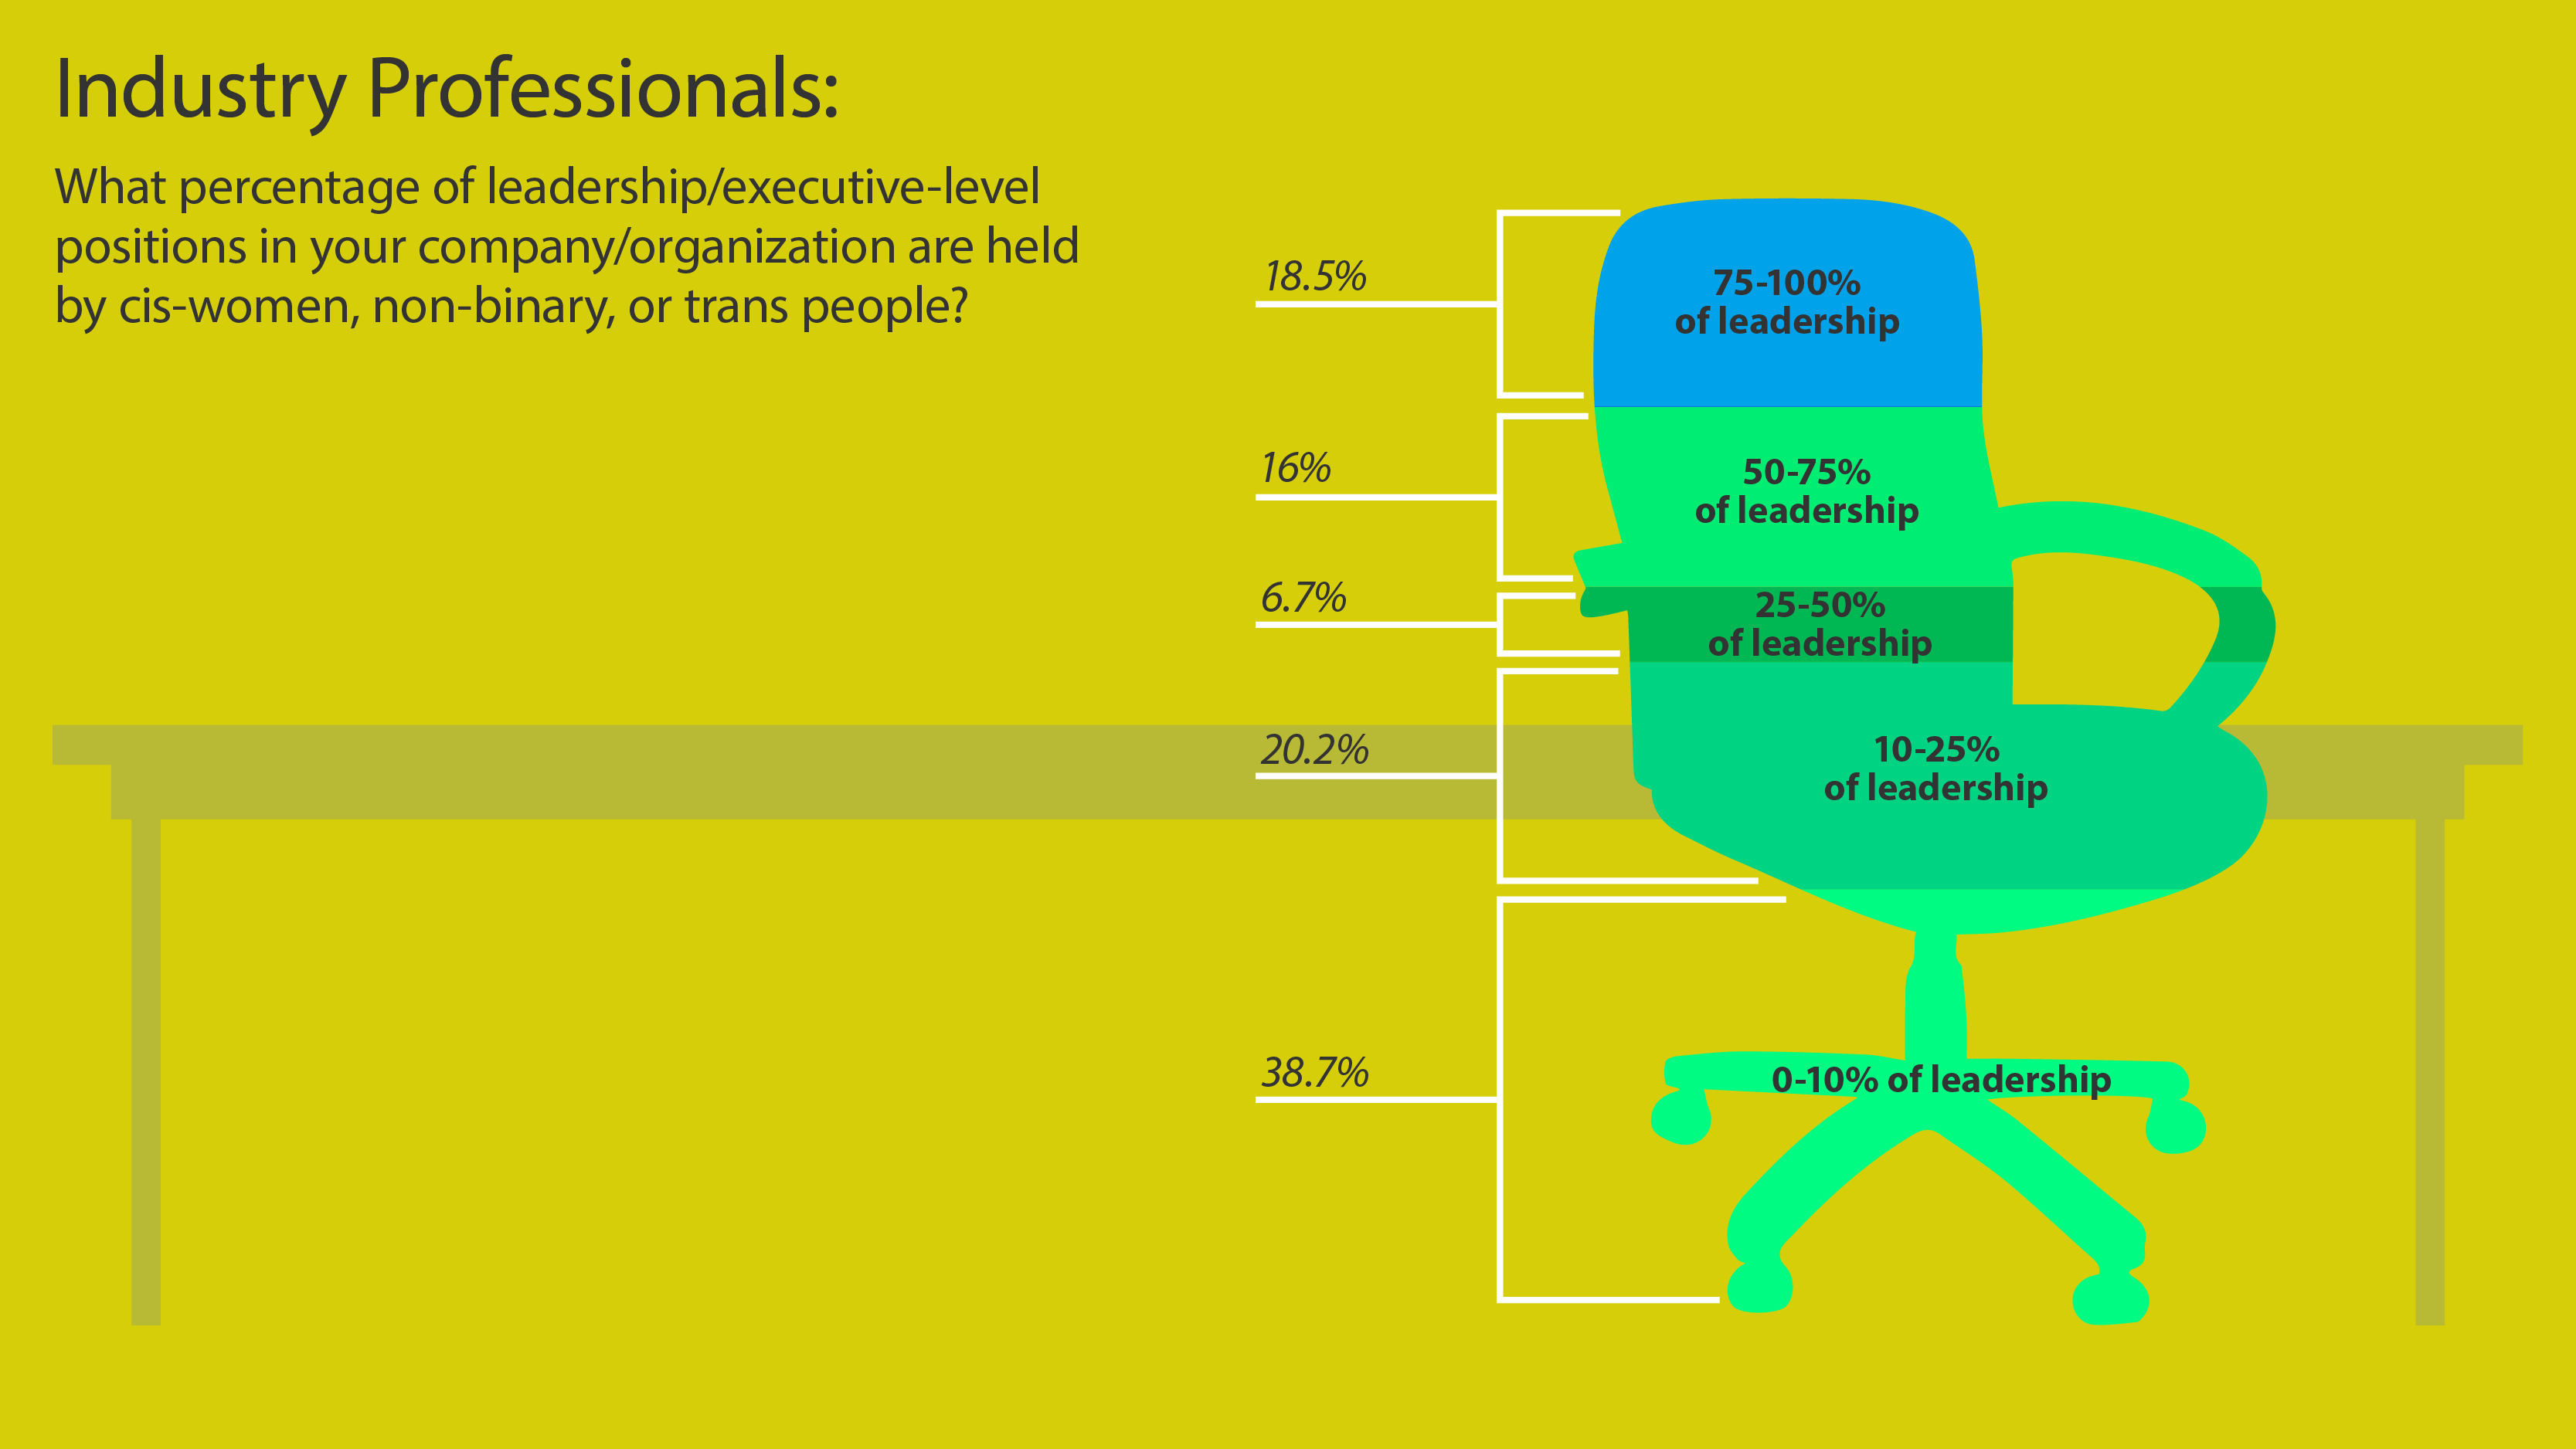 Industry Professionals:
What percentage of leadership/executive-level
positions in your company/organization are held
by cis-women, non-binary, or trans people?
18.5%
75-100%
of leadership
16%
50-75%
of leadership
6.7%
25-50%
of leadership
20.2%
10-25%
of leadership
38.7%
0-10% of leadership